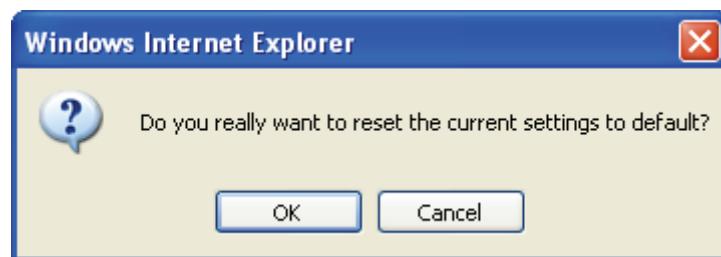 Windows Internet Explorer
Do you really want to reset the current settings to default?
OK Cancel